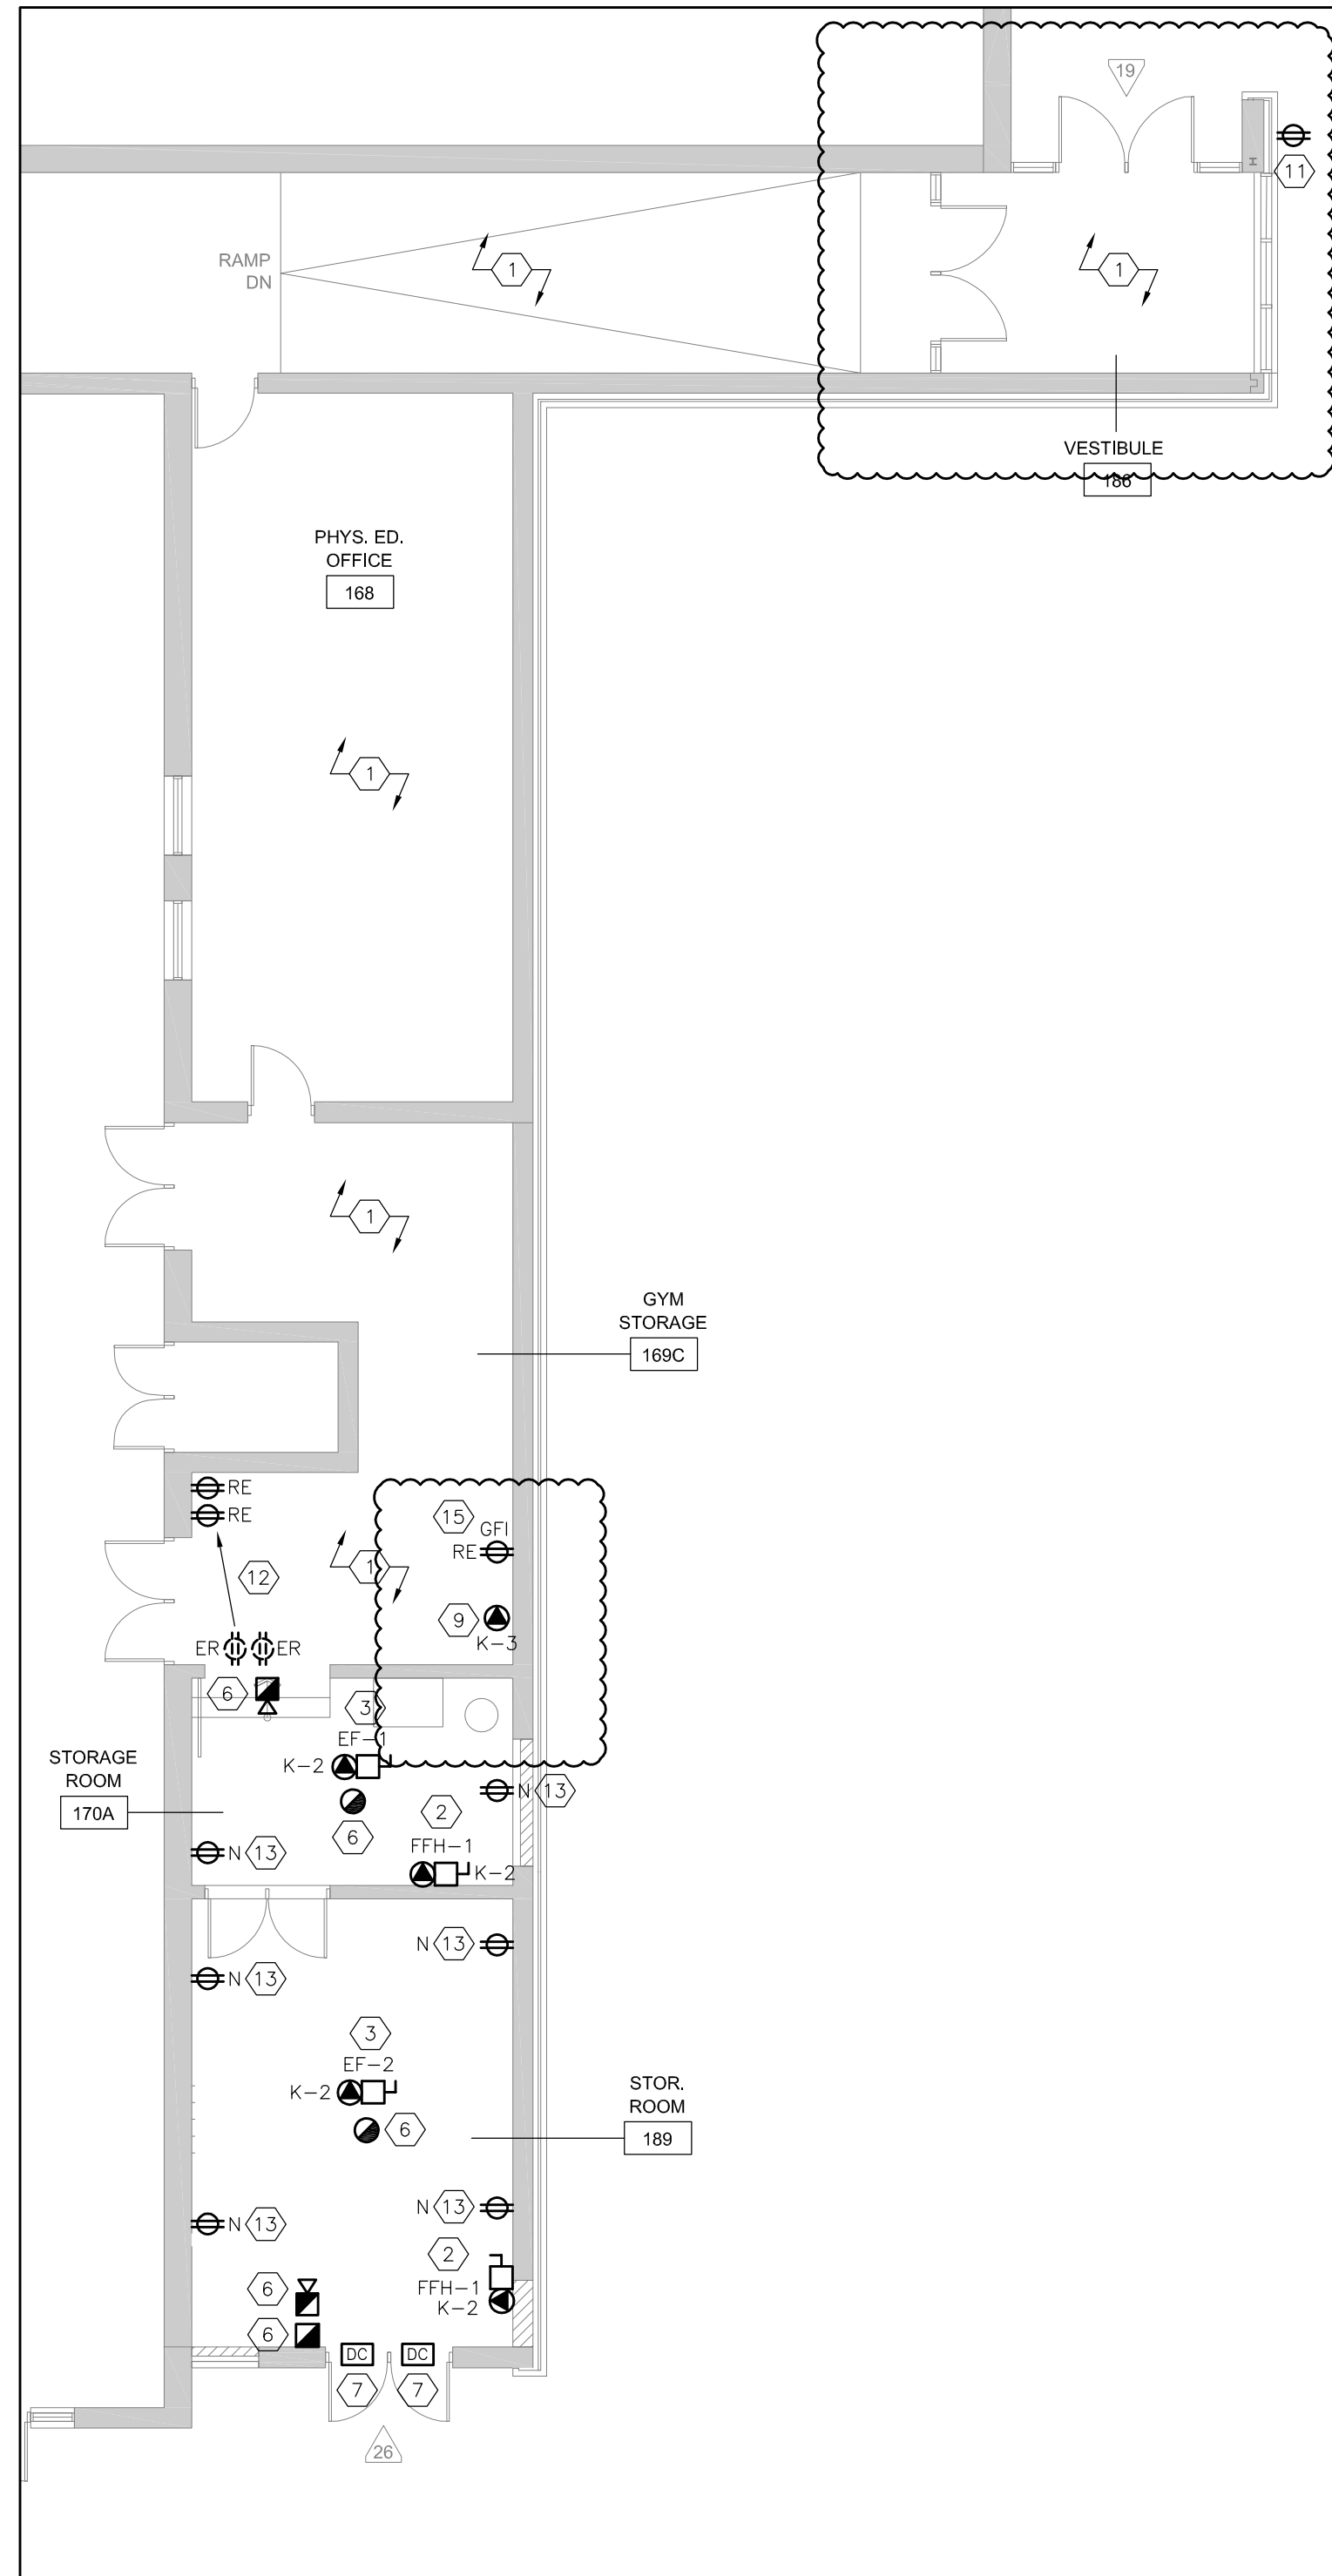 19
11
RAMP
DN
1
1
VESTIBULE
186
PHYS. ED.
OFFICE
168
1
1
GYM
STORAGE
169C
RE
RE
15
GFI
RE
12
1
9
K-3
ER ER
6
3
EF-1
K-2
STORAGE
ROOM
170A
N 13
2
6
FFH-1
N 13
K-2
N 13
N 13
3
EF-2
K-2
6
STOR.
ROOM
189
N 13
N 13
2
FFH-1
K-2
6
6
DC DC
7 7
26